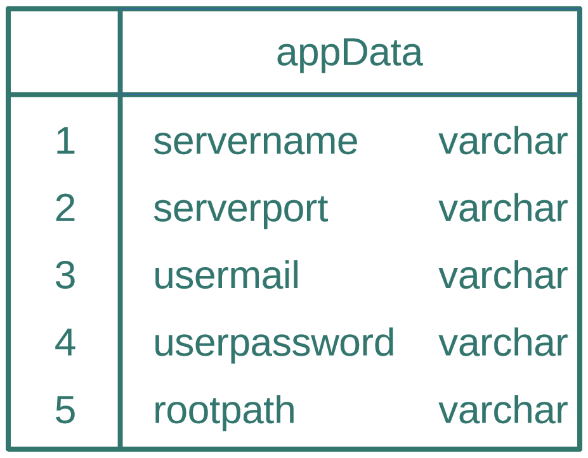 appData
1 servername varchar
2 serverport varchar
3 usermail varchar
4 userpassword varchar
5 rootpath varchar